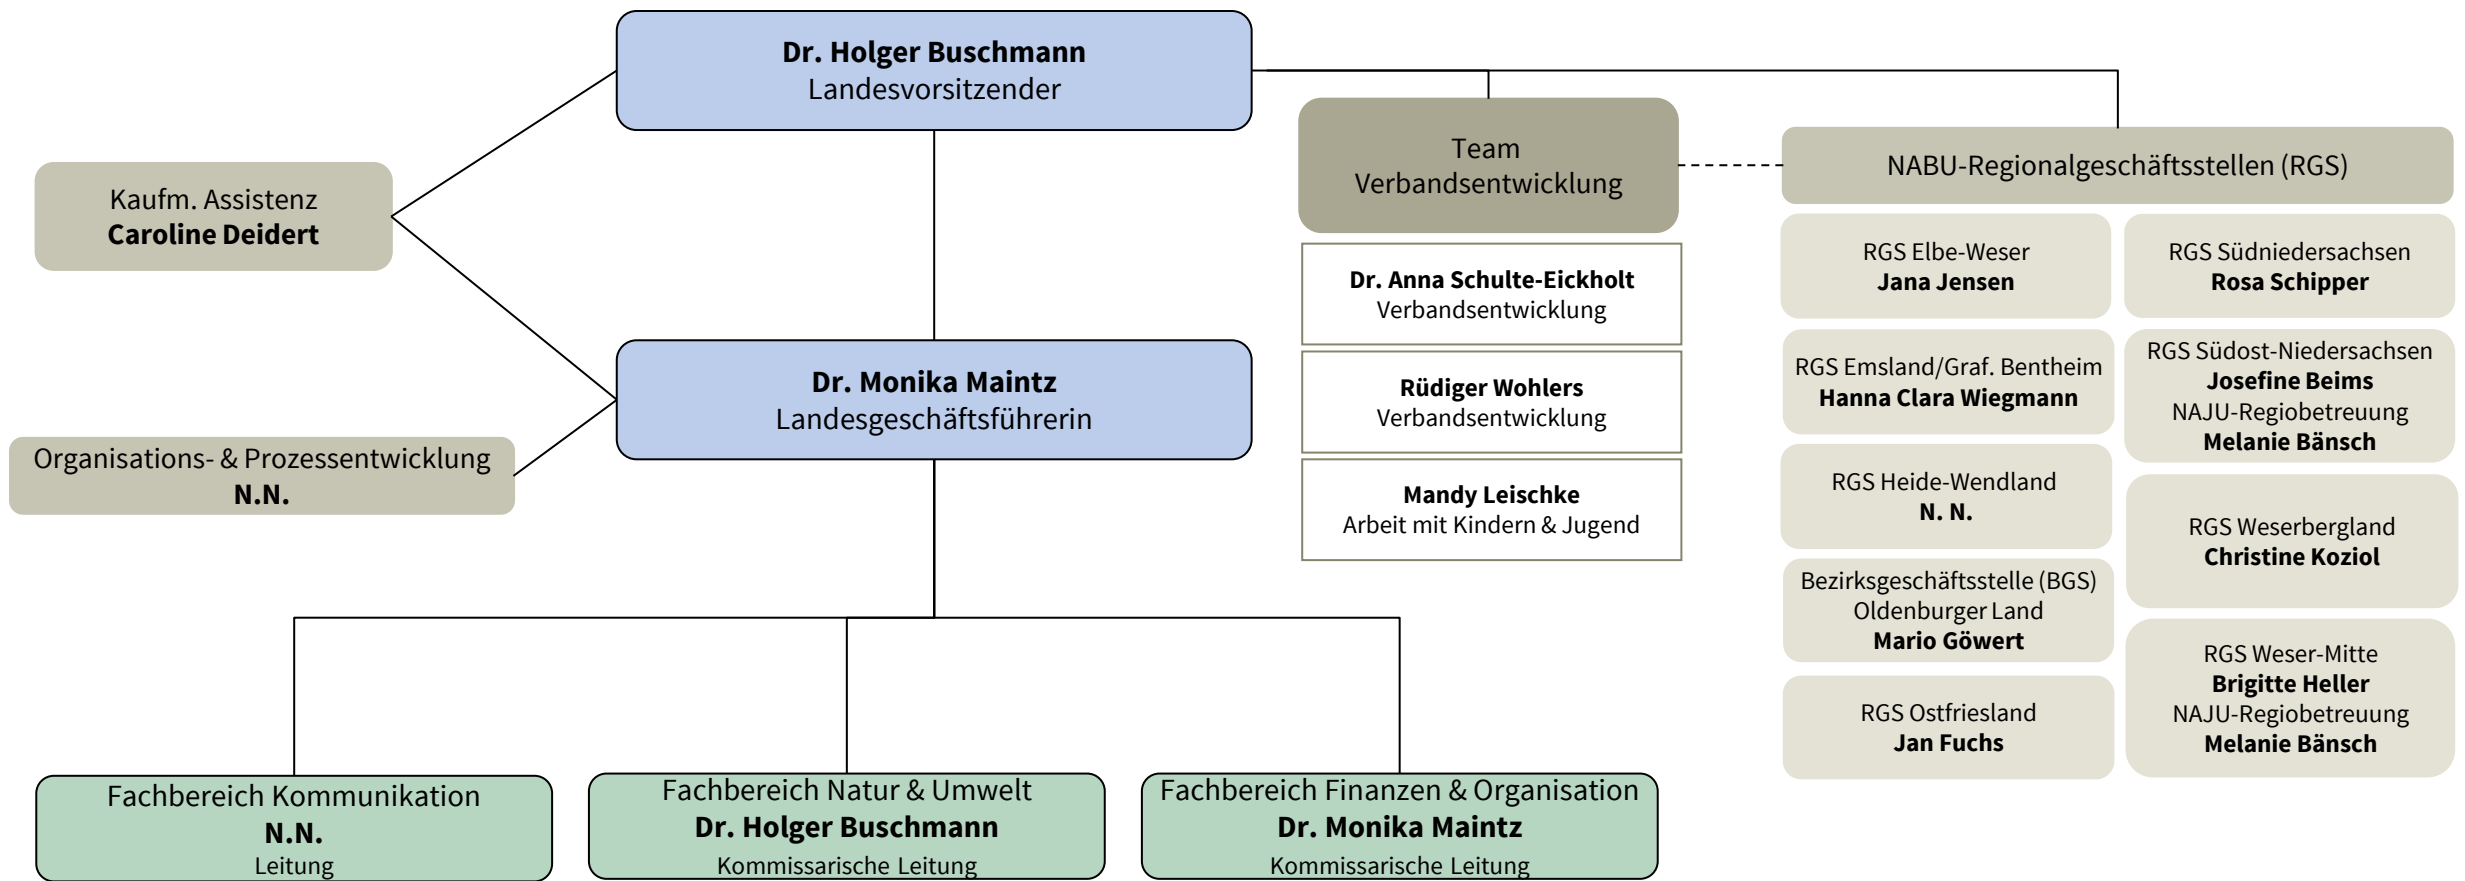 Dr. Holger Buschmann
Landesvorsitzender
Kaufm. Assistenz
Caroline Deidert
Dr. Monika Maintz
Landesgeschäftsführerin
Organisations- & Prozessentwicklung
N.N.
Fachbereich Kommunikation
N.N.
Leitung
Fachbereich Natur & Umwelt
Dr. Holger Buschmann
Kommissarische Leitung
Fachbereich Finanzen & Organisation
Dr. Monika Maintz
Kommissarische Leitung
Team
Verbandsentwicklung
Dr. Anna Schulte-Eickholt
Verbandsentwicklung
Rüdiger Wohlers
Verbandsentwicklung
Mandy Leischke
Arbeit mit Kindern & Jugend
NABU-Regionalgeschäftsstellen (RGS)
RGS Elbe-Weser
Jana Jensen
RGS Emsland/Graf. Bentheim
Hanna Clara Wiegmann
RGS Heide-Wendland
N. N.
Bezirksgeschäftsstelle (BGS)
Oldenburger Land
Mario Göwert
RGS Ostfriesland
Jan Fuchs
RGS Südniedersachsen
Rosa Schipper
RGS Südost-Niedersachsen
Josefine Beims
NAJU-Regiobetreuung
Melanie Bänsch
RGS Weserbergland
Christine Koziol
RGS Weser-Mitte
Brigitte Heller
NAJU-Regiobetreuung
Melanie Bänsch